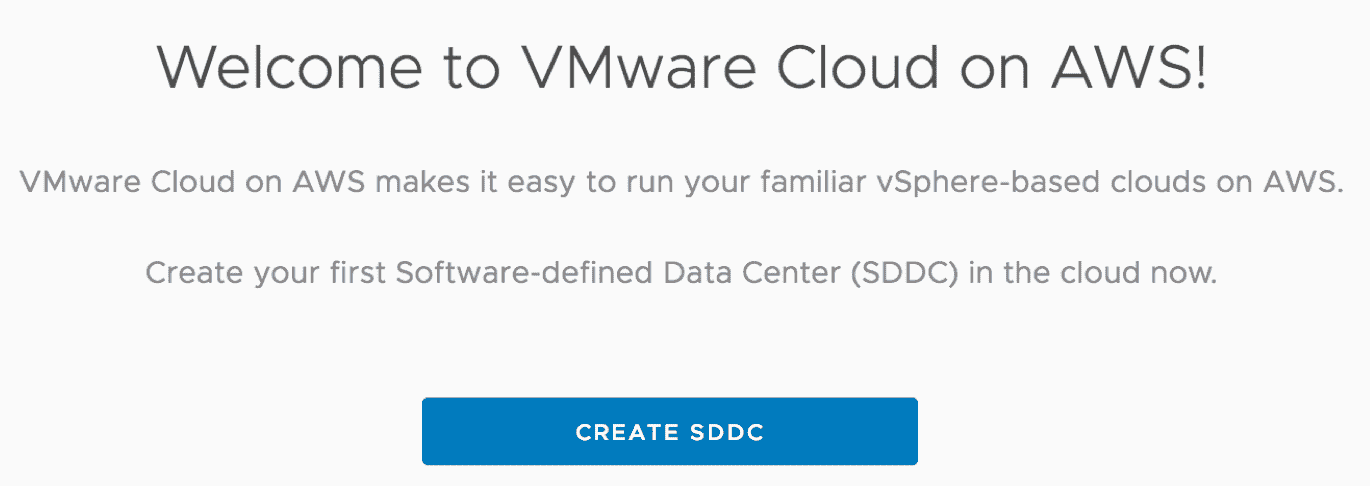 Welcome to VMware Cloud on AWS!
VMware Cloud on AWS makes it easy to run your familiar vSphere-based clouds on AWS.
Create your first Software-defined Data Center (SDDC) in the cloud now.
CREATE SDDC